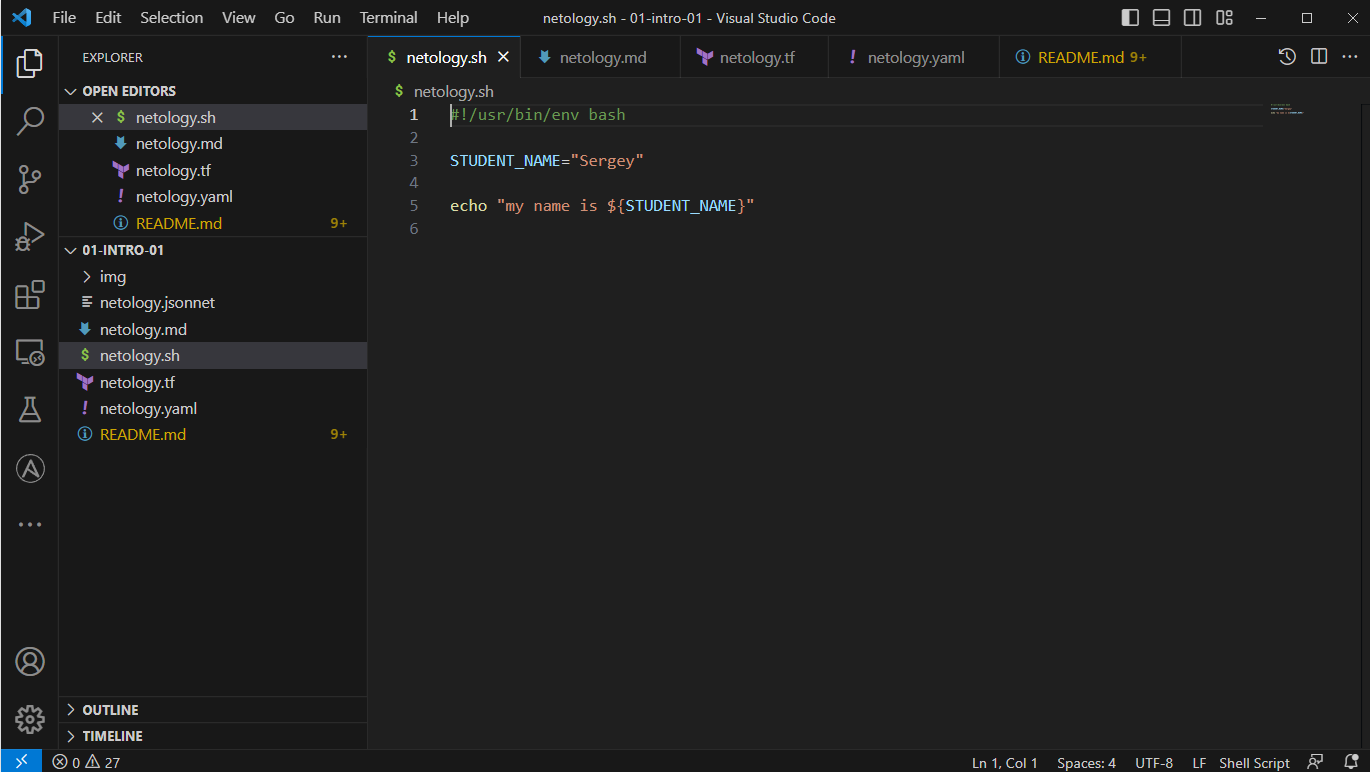 File Edit Selection View Go Run Terminal Help netology.sh - 01-intro-01 - Visual Studio Code
EXPLORER
OPEN EDITORS
netology.sh
netology.md
netology.tf
netology.yaml
README.md 9+
01-INTRO-01
img
netology.jsonnet
netology.md
netology.sh
netology.tf
netology.yaml
README.md 9+
OUTLINE
TIMELINE
netology.sh netology.md netology.tf netology.yaml README.md 9+
netology.sh
1 #!/usr/bin/env bash
2
3 STUDENT_NAME="Sergey"
4
5 echo "my name is ${STUDENT_NAME}"
6
0 27 Ln 1, Col 1 Spaces: 4 UTF-8 LF Shell Script